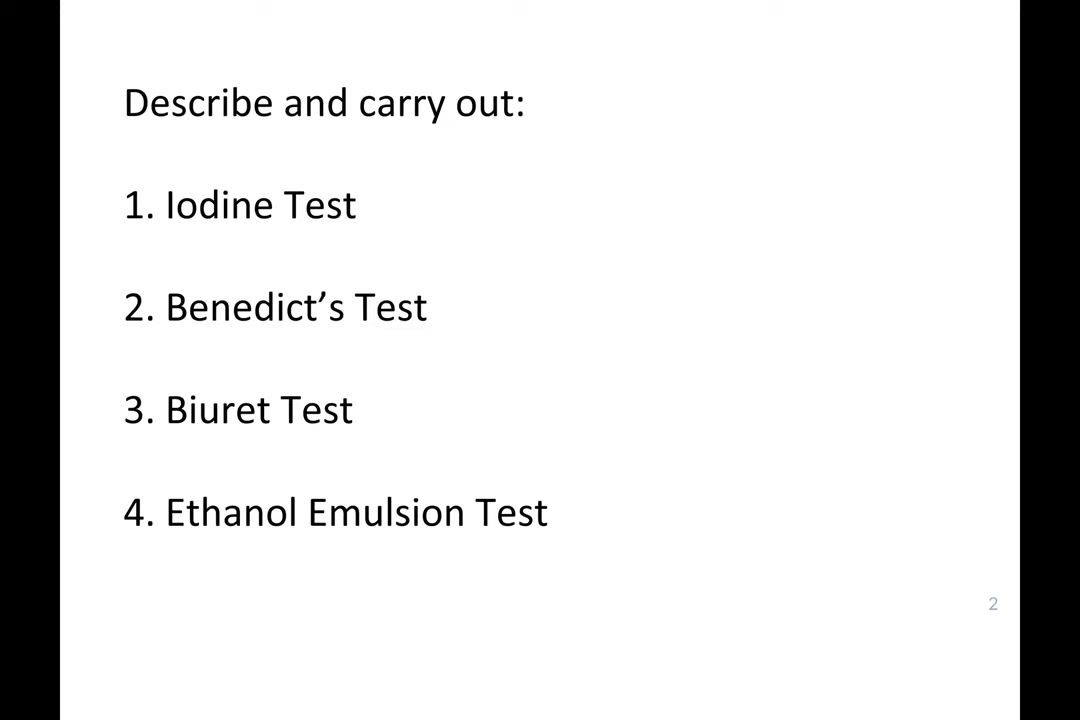 Describe and carry out:
1. Iodine Test
2. Benedict’s Test
3. Biuret Test
4. Ethanol Emulsion Test
2